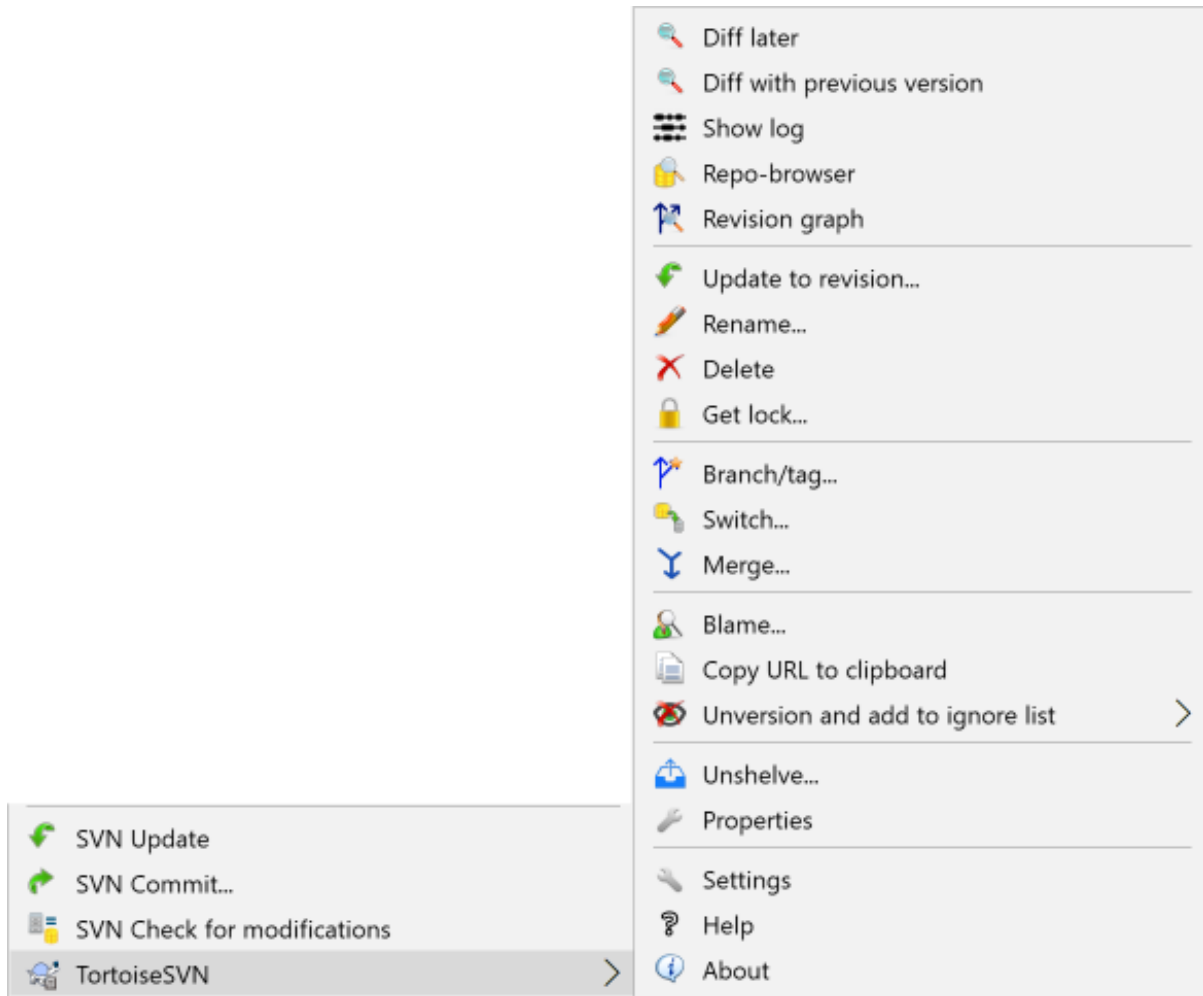 Diff later
Diff with previous version
Show log
Repo-browser
Revision graph
Update to revision...
Rename...
Delete
Get lock...
Branch/tag...
Switch...
Merge...
Blame...
Copy URL to clipboard
Unversion and add to ignore list
Unshelve...
Properties
Settings
Help
About
SVN Update
SVN Commit...
SVN Check for modifications
TortoiseSVN